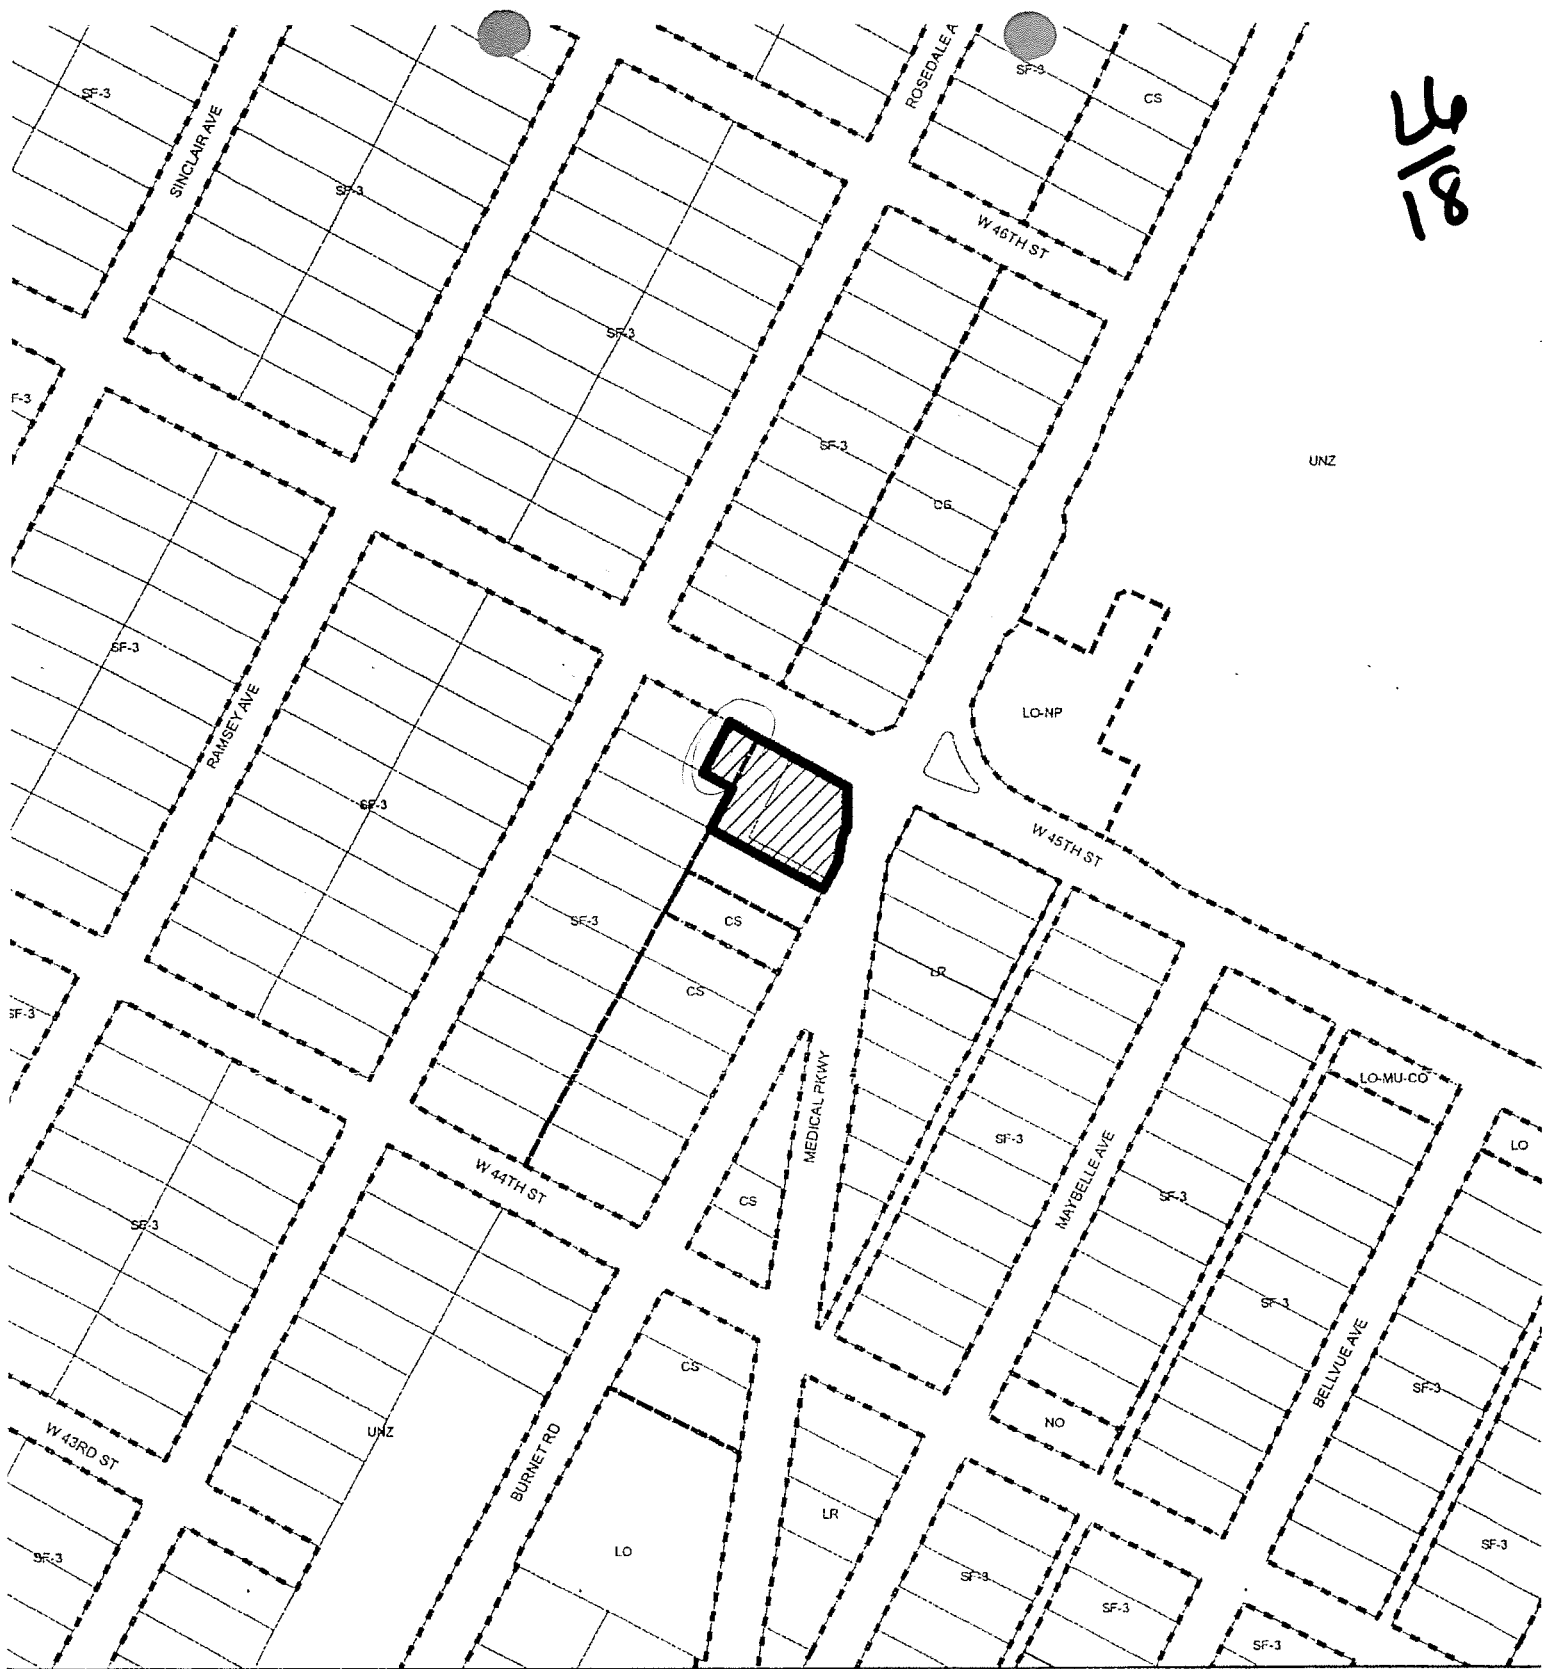 L6
/
18
ROSEDALE A
SF-3
CS
SF-3
SINCLAIR AVE
SF-3
W 46TH ST
SF-3
F-3
SF-3
CS
UNZ
SF-3
RAMSEY AVE
LO-NP
SF-3
W 45TH ST
SF-3
CS
LR
CS
SF-3
MEDICAL PKWY
LO-MU-CO
SF-3
MAYBELLE AVE
LO
W 44TH ST
CS
SF-3
SF-3
SF-3
BELLVUE AVE
CS
SF-3
NO
W 43RD ST
UNZ
BURNET RD
LR
SF-3
LO
SF-3
SF-3
SF-3
SF-3